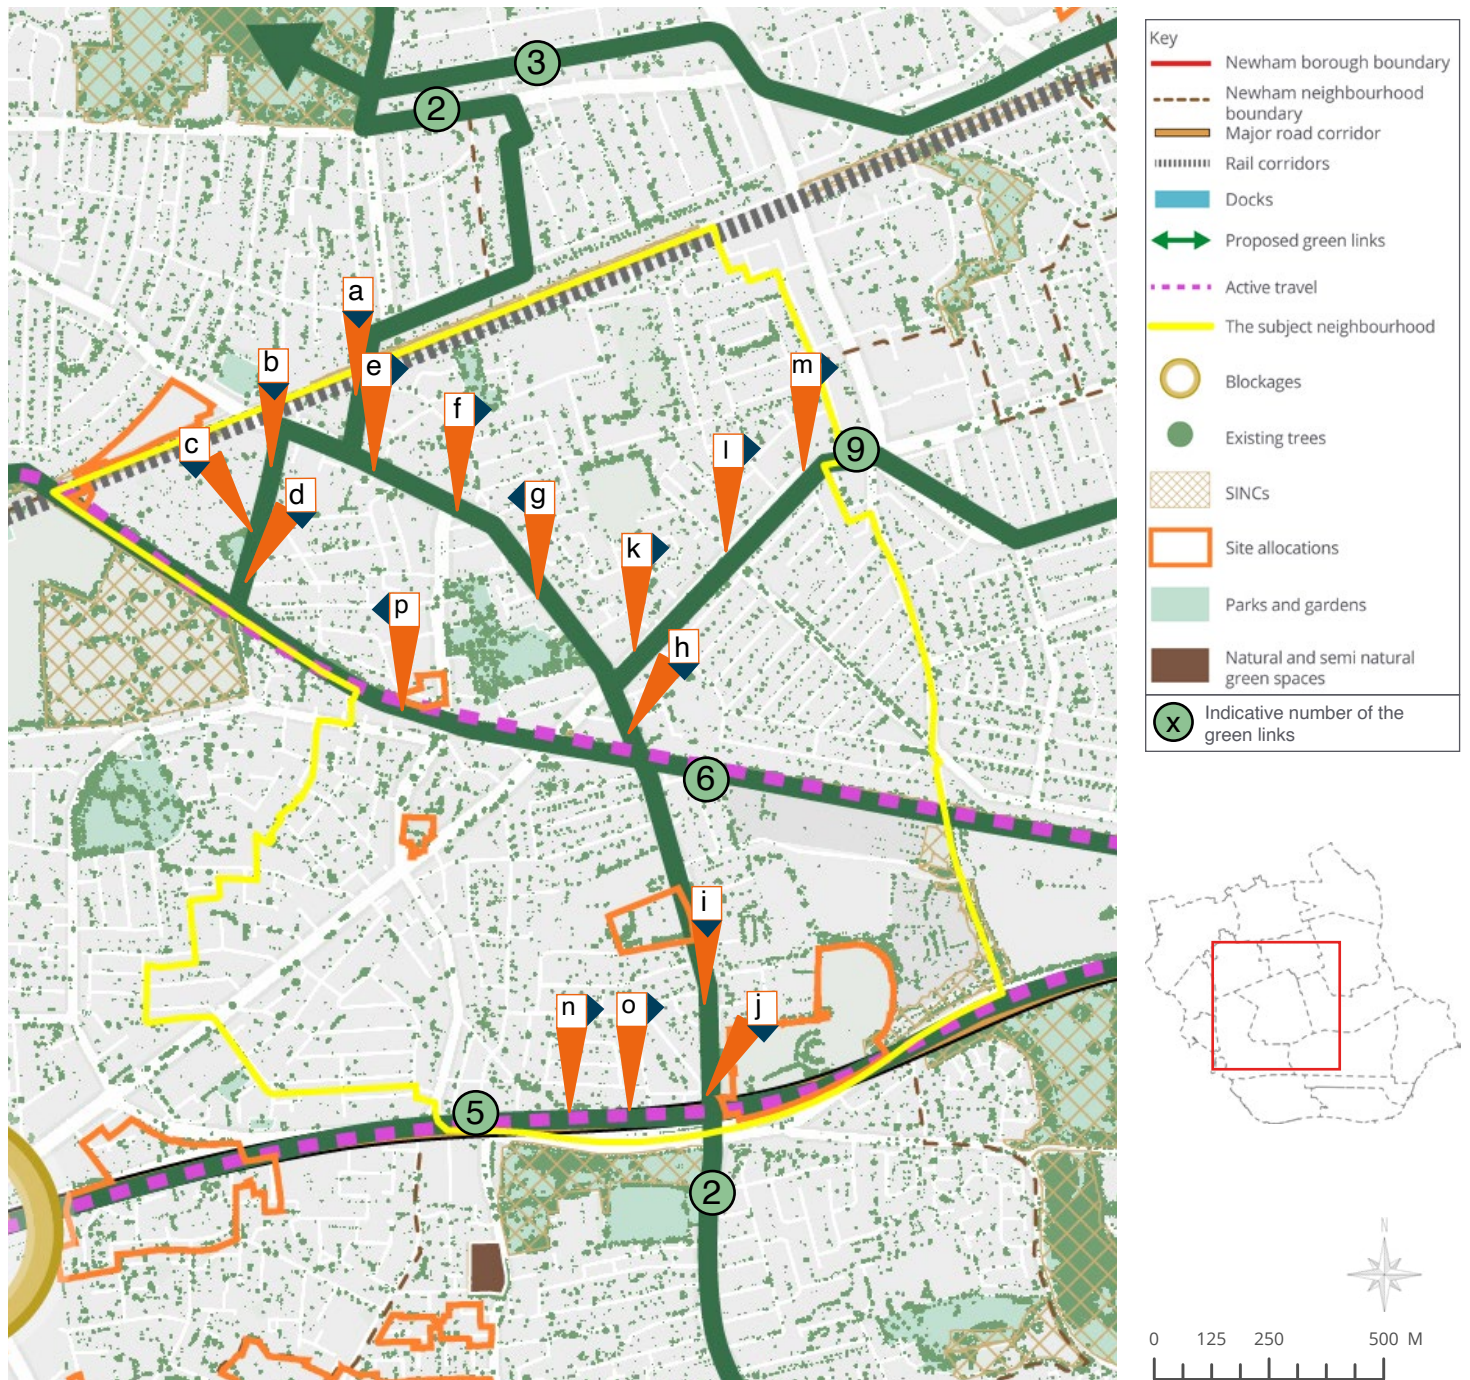 3
2
a
b
e
m
f
c
l
9
d
g
k
p
h
6
i
n
o
j
5
2
Key
Newham borough boundary
Newham neighbourhood
boundary
Major road corridor
Rail corridors
Docks
Proposed green links
Active travel
The subject neighbourhood
Blockages
Existing trees
SINCs
Site allocations
Parks and gardens
Natural and semi natural
green spaces
X
Indicative number of the
green links
N
0 125 250 500 M